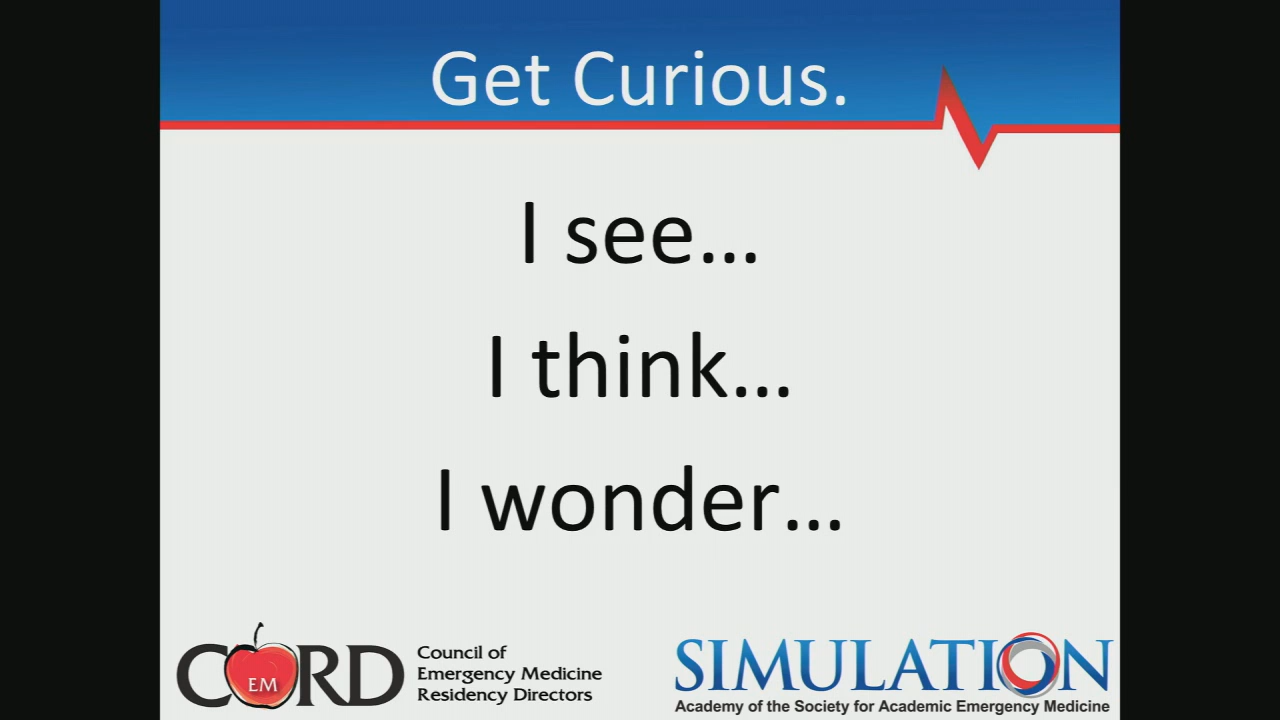 Get Curious.
I see...
I think...
I wonder...
CORD
EM
Council of
Emergency Medicine
Residency Directors
SIMULATION
Academy of the Society for Academic Emergency Medicine